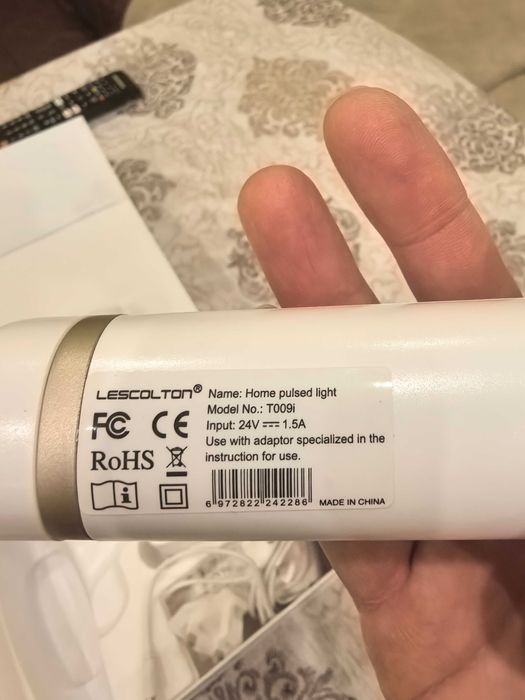 LESCOLTON®
Name: Home pulsed light
Model No.: T009i
Input: 24V ⎓ 1.5A
Use with adaptor specialized in the
instruction for use.
FC CE
RoHS
6 972822 242286
MADE IN CHINA